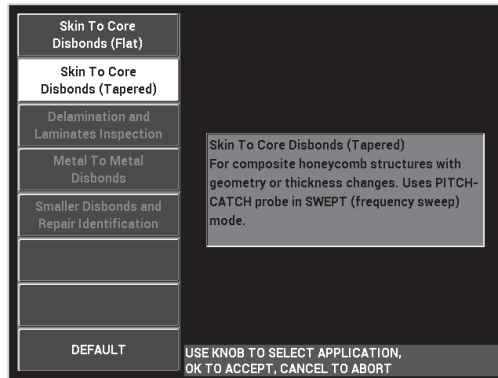 Skin To Core
Disbonds (Flat)
Skin To Core
Disbonds (Tapered)
Delamination and
Laminates Inspection
Metal To Metal
Disbonds
Smaller Disbonds and
Repair Identification
DEFAULT
Skin To Core Disbonds (Tapered)
For composite honeycomb structures with
geometry or thickness changes. Uses PITCH-
CATCH probe in SWEPT (frequency sweep)
mode.
USE KNOB TO SELECT APPLICATION,
OK TO ACCEPT, CANCEL TO ABORT